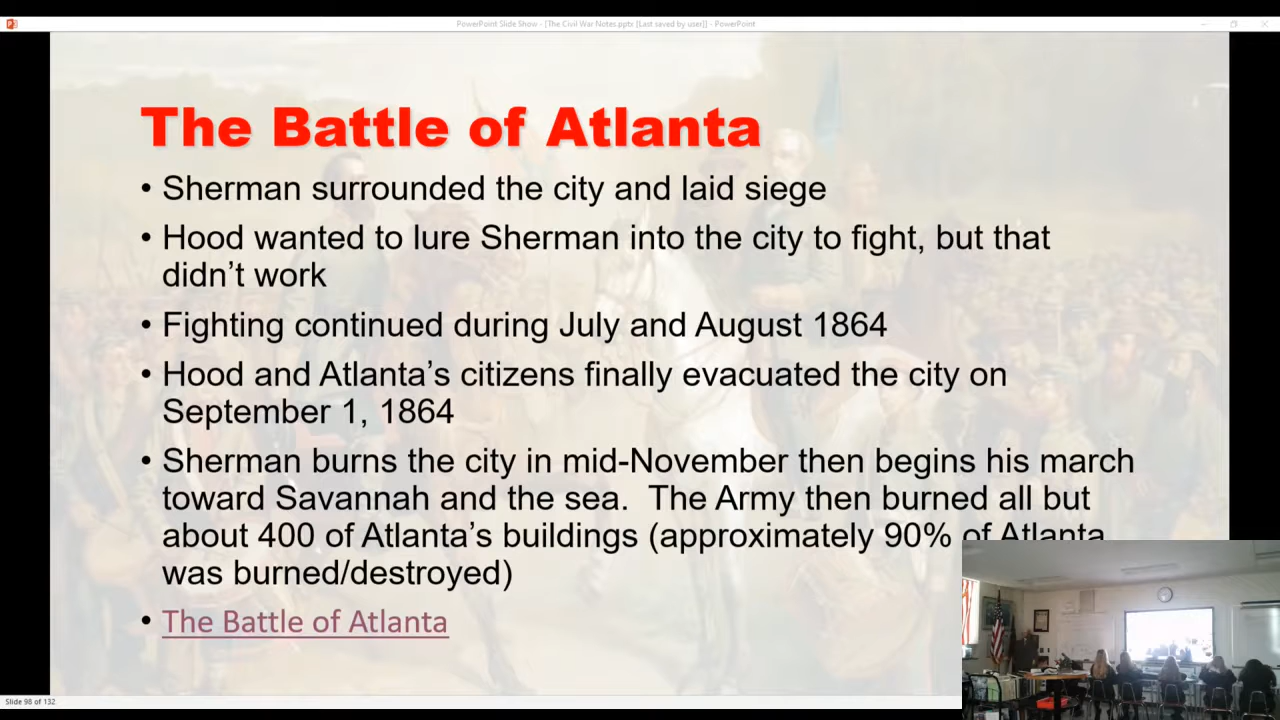 PowerPoint Slide Show - [The Civil War Notes.pptx [Last saved by user]] - PowerPoint
The Battle of Atlanta
• Sherman surrounded the city and laid siege
• Hood wanted to lure Sherman into the city to fight, but that
didn’t work
• Fighting continued during July and August 1864
• Hood and Atlanta’s citizens finally evacuated the city on
September 1, 1864
• Sherman burns the city in mid-November then begins his march
toward Savannah and the sea.  The Army then burned all but
about 400 of Atlanta’s buildings (approximately 90% of Atlanta
was burned/destroyed)
• The Battle of Atlanta
Slide 98 of 132